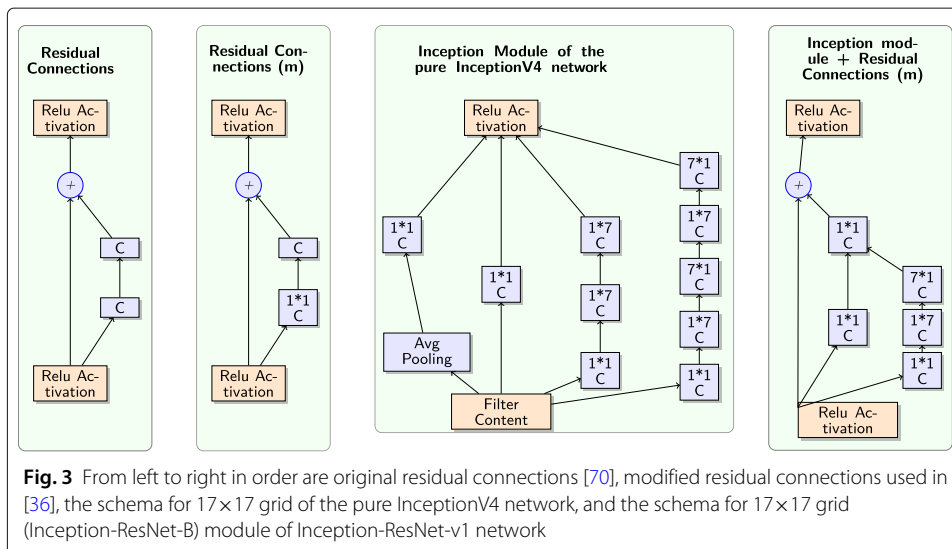 Residual
Connections
Relu Ac-
tivation
+
C
C
Relu Ac-
tivation
Residual Con-
nections (m)
Relu Ac-
tivation
+
C
1*1
C
Relu Ac-
tivation
Inception Module of the
pure InceptionV4 network
Relu Ac-
tivation
7*1
C
1*1
C
1*7
C
1*7
C
1*1
C
7*1
C
1*7
C
Avg
Pooling
1*7
C
1*1
C
1*1
C
Filter
Content
Inception mod-
ule + Residual
Connections (m)
Relu Ac-
tivation
+
1*1
C
7*1
C
1*1
C
1*7
C
1*1
C
Relu Ac-
tivation
Fig. 3 From left to right in order are original residual connections [70], modified residual connections used in
[36], the schema for 17×17 grid of the pure InceptionV4 network, and the schema for 17×17 grid
(Inception-ResNet-B) module of Inception-ResNet-v1 network